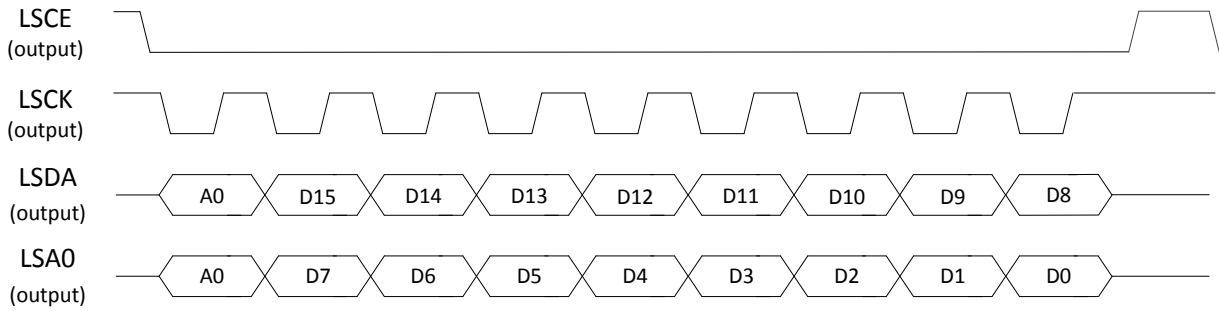 LSCE
(output)
LSCK
(output)
LSDA
(output)
A0 D15 D14 D13 D12 D11 D10 D9 D8
LSA0
(output)
A0 D7 D6 D5 D4 D3 D2 D1 D0